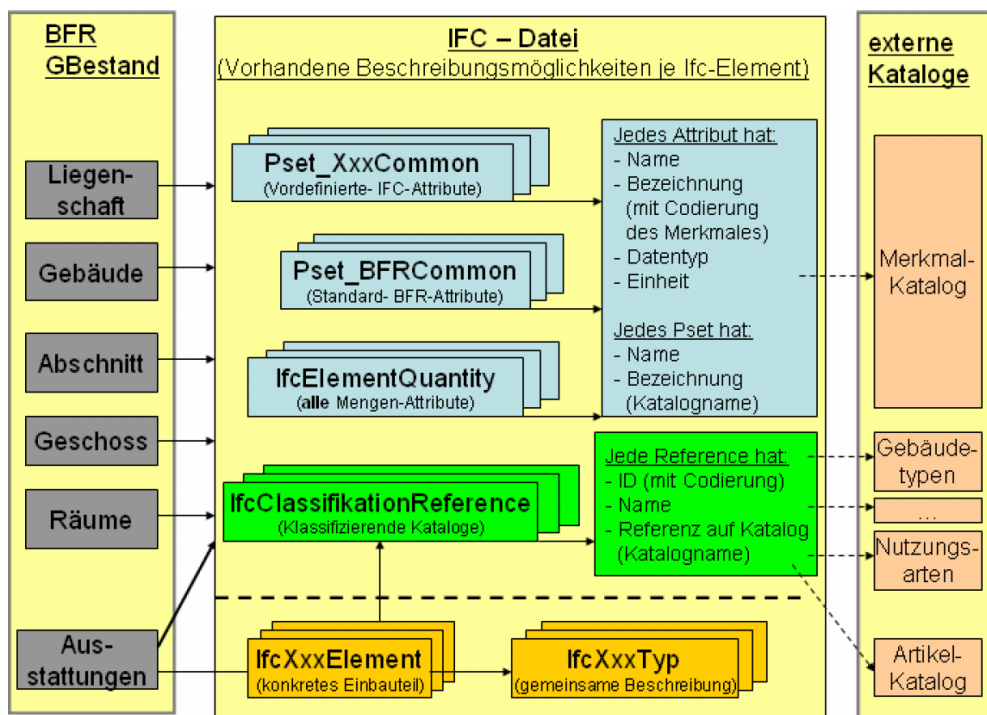 BFR
GBestand
Liegen-
schaft
Gebäude
Abschnitt
Geschoss
Räume
Aus-
stattungen
IFC – Datei
(Vorhandene Beschreibungsmöglichkeiten je Ifc-Element)
Pset_XxxCommon
(Vordefinierte- IFC-Attribute)
Pset_BFRCommon
(Standard- BFR-Attribute)
IfcElementQuantity
(alle Mengen-Attribute)
IfcClassifikationReference
(Klassifizierende Kataloge)
IfcXxxElement
(konkretes Einbauteil)
IfcXxxTyp
(gemeinsame Beschreibung)
Jedes Attribut hat:
- Name
- Bezeichnung
(mit Codierung
des Merkmales)
- Datentyp
- Einheit
Jedes Pset hat:
- Name
- Bezeichnung
(Katalogname)
Jede Reference hat:
- ID (mit Codierung)
- Name
- Referenz auf Katalog
(Katalogname)
externe
Kataloge
Merkmal-
Katalog
Gebäude-
typen
...
Nutzungs-
arten
Artikel-
Katalog